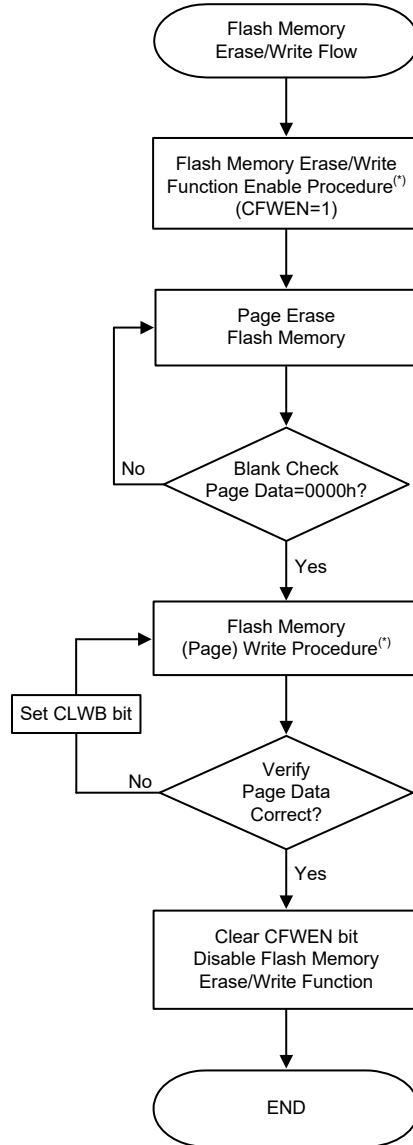 Flash Memory
Erase/Write Flow
Flash Memory Erase/Write
Function Enable Procedure(*)
(CFWEN=1)
Page Erase
Flash Memory
No
Blank Check
Page Data=0000h?
Yes
Flash Memory
(Page) Write Procedure(*)
Set CLWB bit
No
Verify
Page Data
Correct?
Yes
Clear CFWEN bit
Disable Flash Memory
Erase/Write Function
END